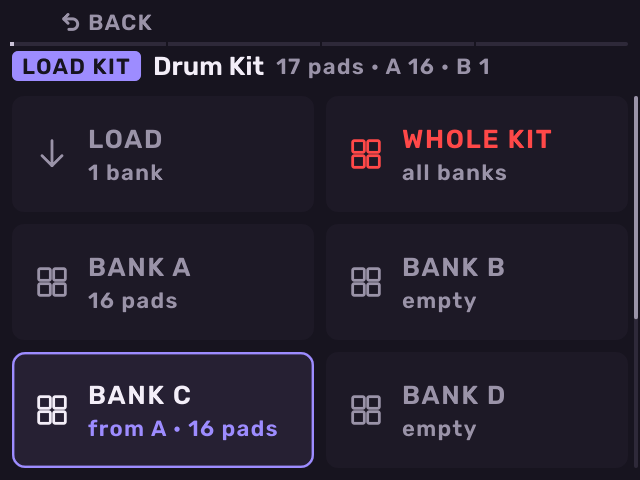 BACK
LOAD KIT Drum Kit 17 pads • A 16 • B 1
LOAD
1 bank
WHOLE KIT
all banks
BANK A
16 pads
BANK B
empty
BANK C
from A • 16 pads
BANK D
empty